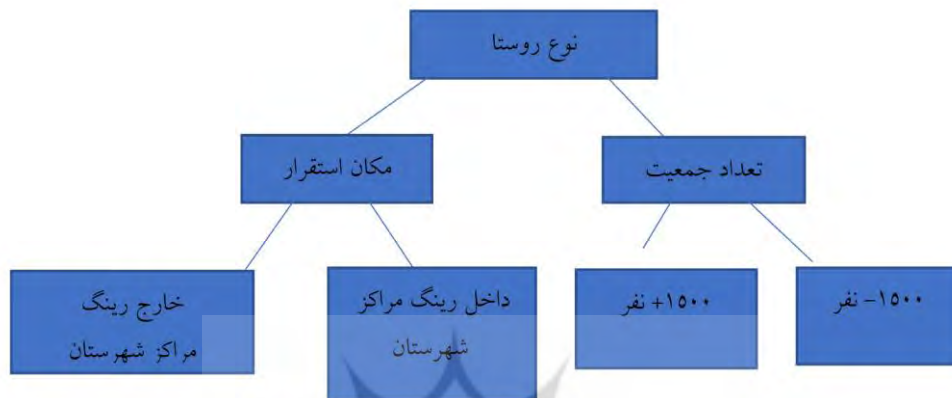 نوع روستا
تعداد جمعیت
مکان استقرار
۱۵۰۰- نفر
۱۵۰۰+ نفر
داخل رینگ مراکز
شهرستان
خارج رینگ
مراکز شهرستان